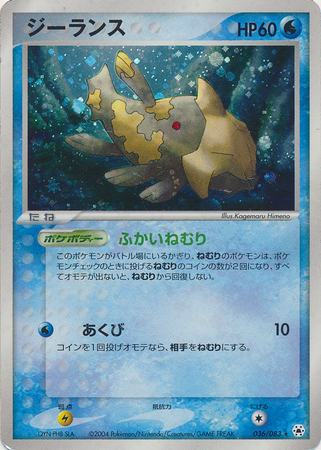 ジーランス
HP60
Illus.Kagemaru Himeno
たね
ポケボディー ふかいねむり
このポケモンがバトル場にいるかぎり、ねむりのポケモンは、ポケ
モンチェックのときに投げるねむりのコインの数が2回になり、すべ
てオモテが出ないと、ねむりから回復しない。
あくび 10
コインを1回投げオモテなら、相手をねむりにする。
弱点 抵抗力 にげる
©2004 Pokémon/Nintendo/Creatures/GAME FREAK
036/083